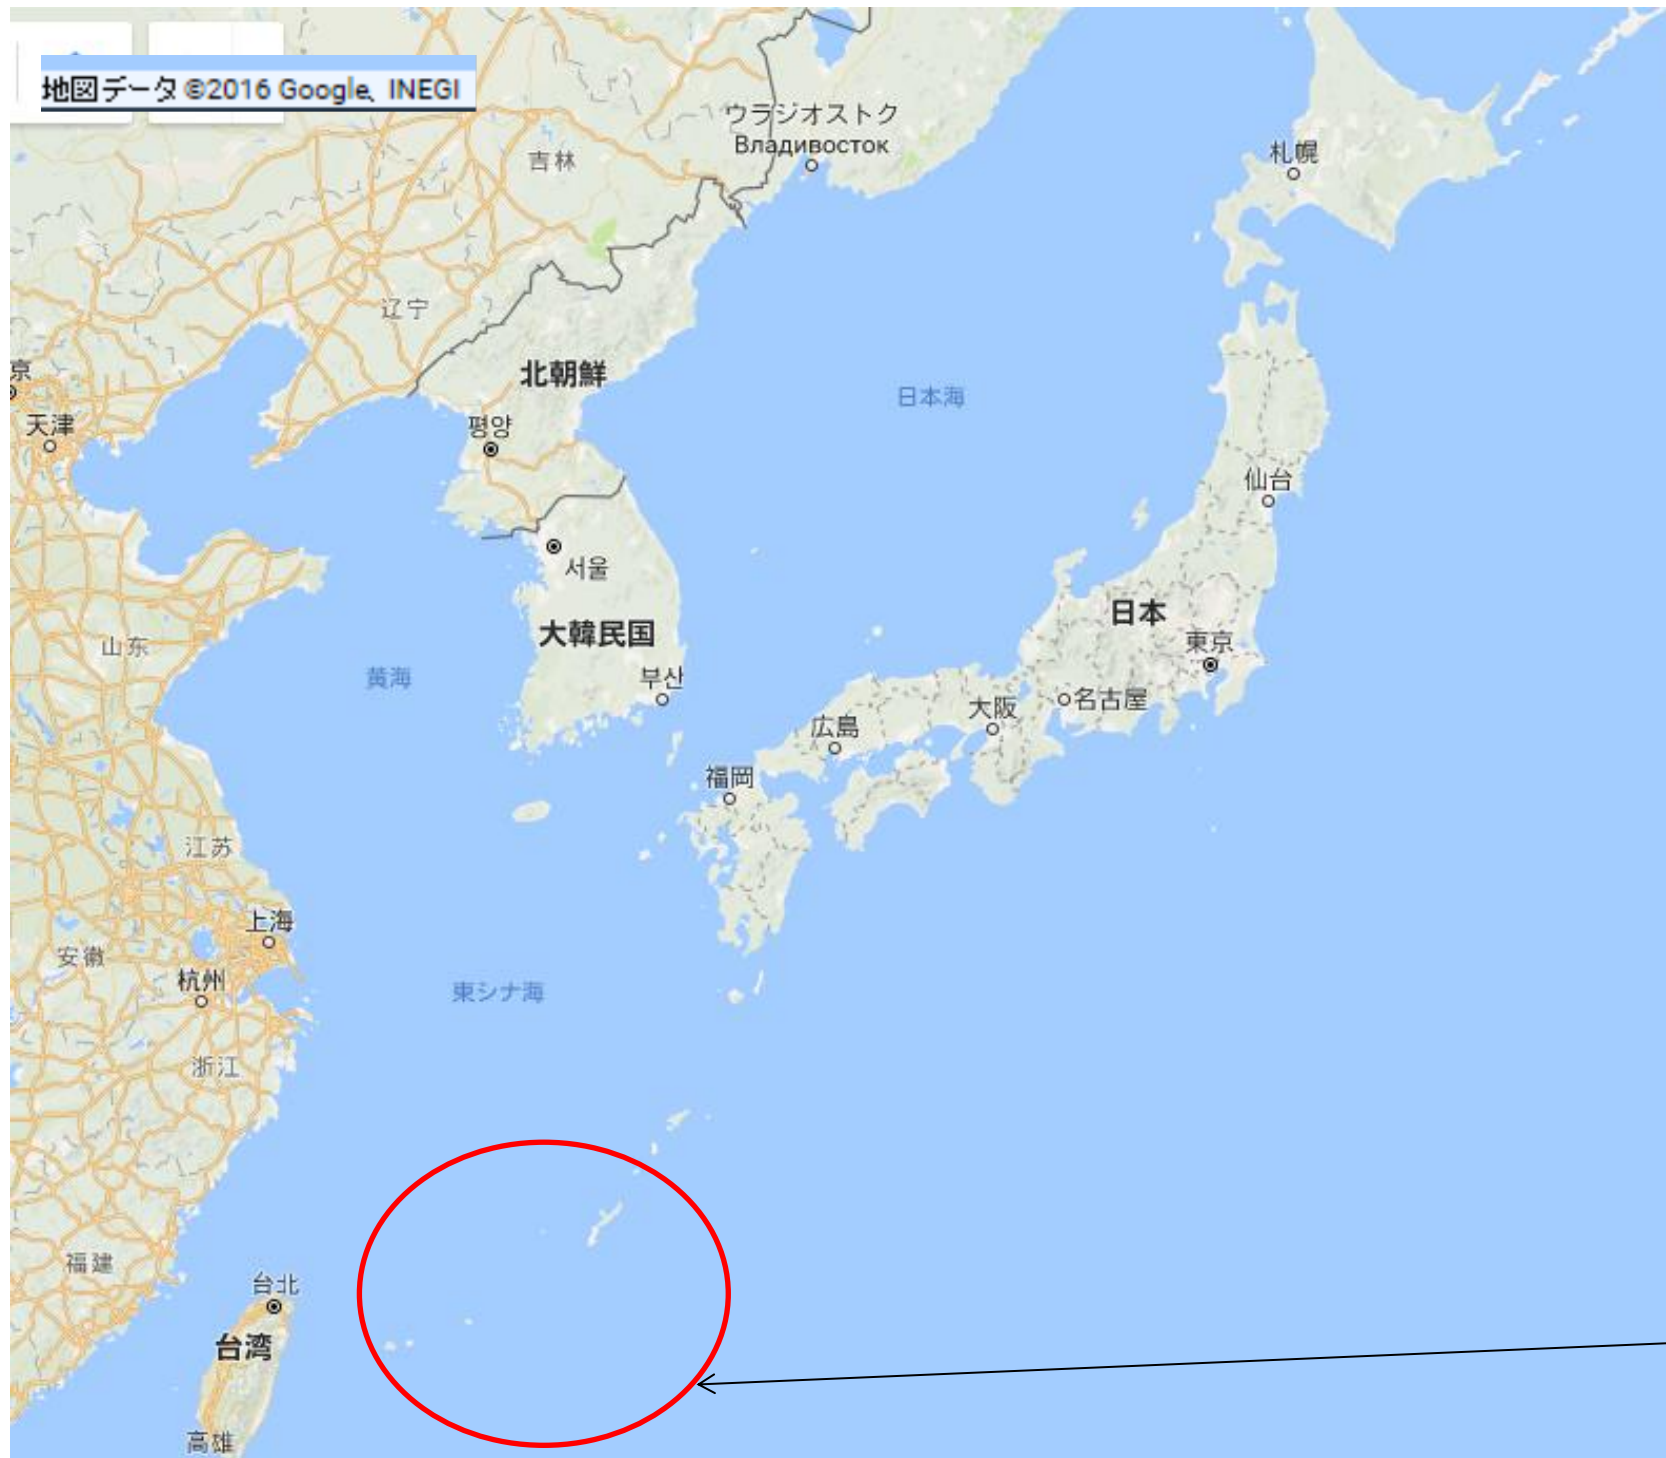 地図データ ©2016 Google、INEGI
ウラジオストク
Владивосток
吉林
札幌
辽宁
京
北朝鮮
日本海
天津
평양
仙台
서울
日本
大韓民国
東京
山东
黄海
부산
名古屋
大阪
広島
福岡
江苏
上海
安徽
杭州
東シナ海
浙江
福建
台北
台湾
高雄